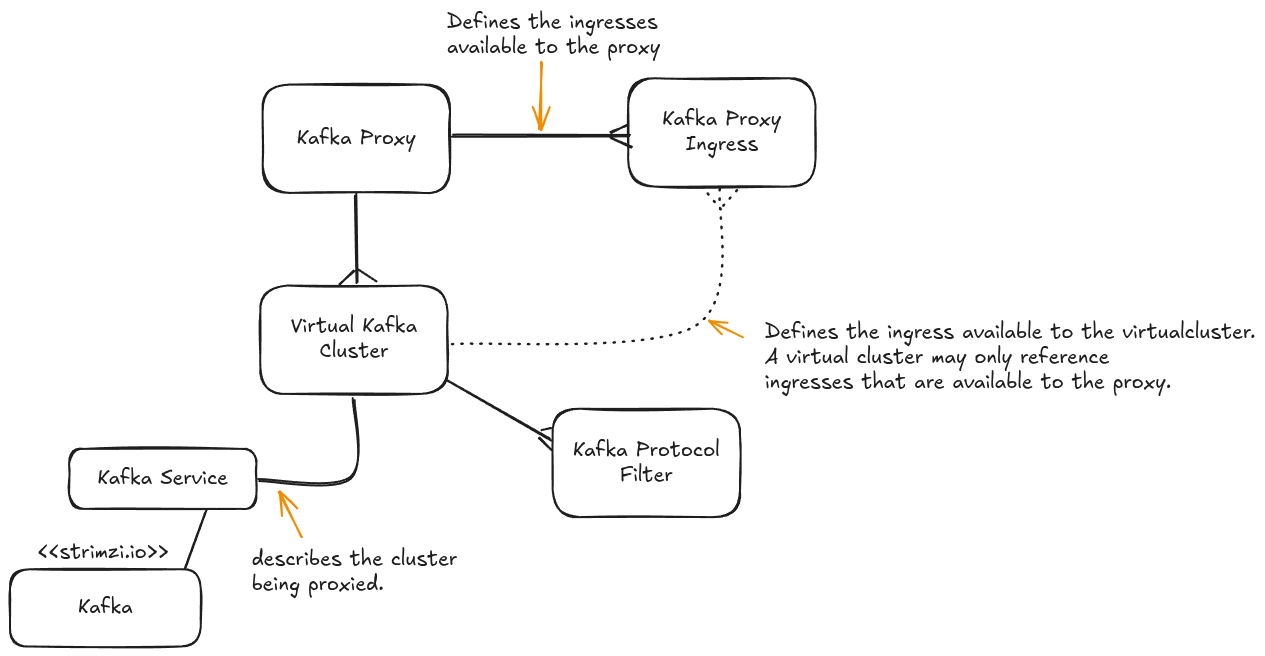 Defines the ingresses
available to the proxy
Kafka Proxy
Kafka Proxy
Ingress
Virtual Kafka
Cluster
Defines the ingress available to the virtualcluster.
A virtual cluster may only reference
ingresses that are available to the proxy.
Kafka Protocol
Filter
Kafka Service
<<strimzi.io>>
describes the cluster
being proxied.
Kafka